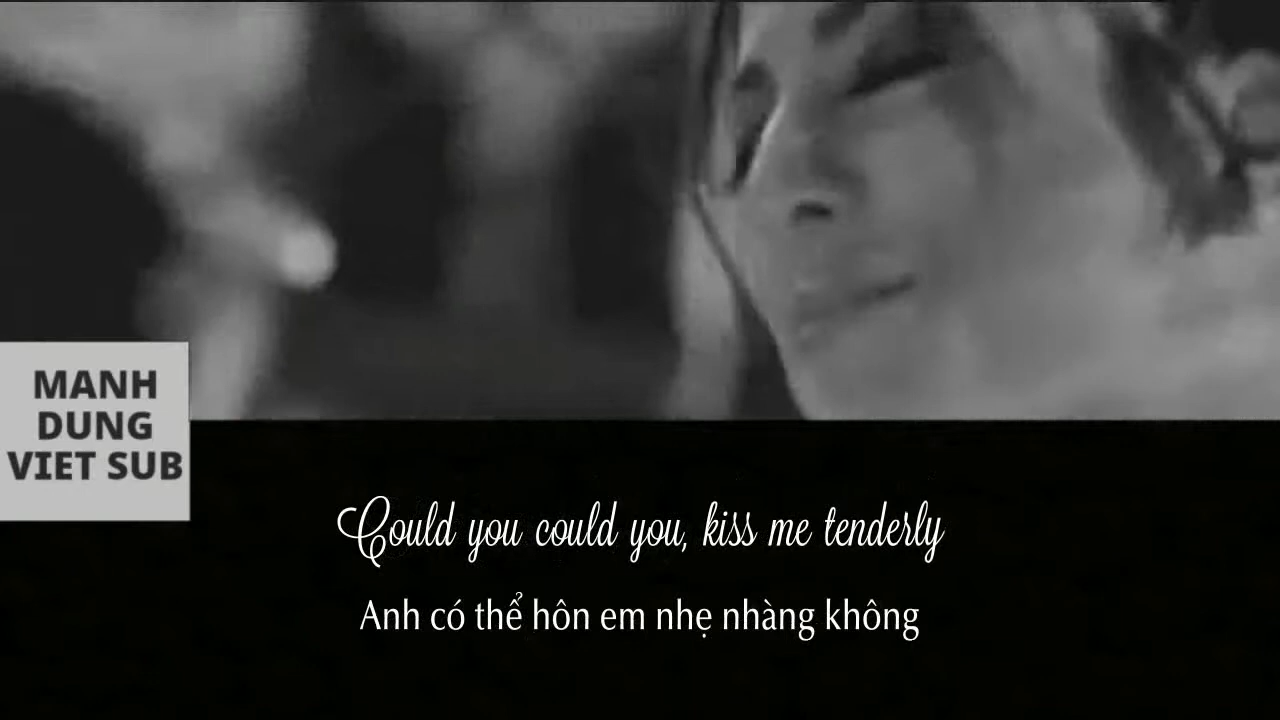 MANH
DUNG
VIET SUB
Could you could you, kiss me tenderly
Anh có thể hôn em nhẹ nhàng không